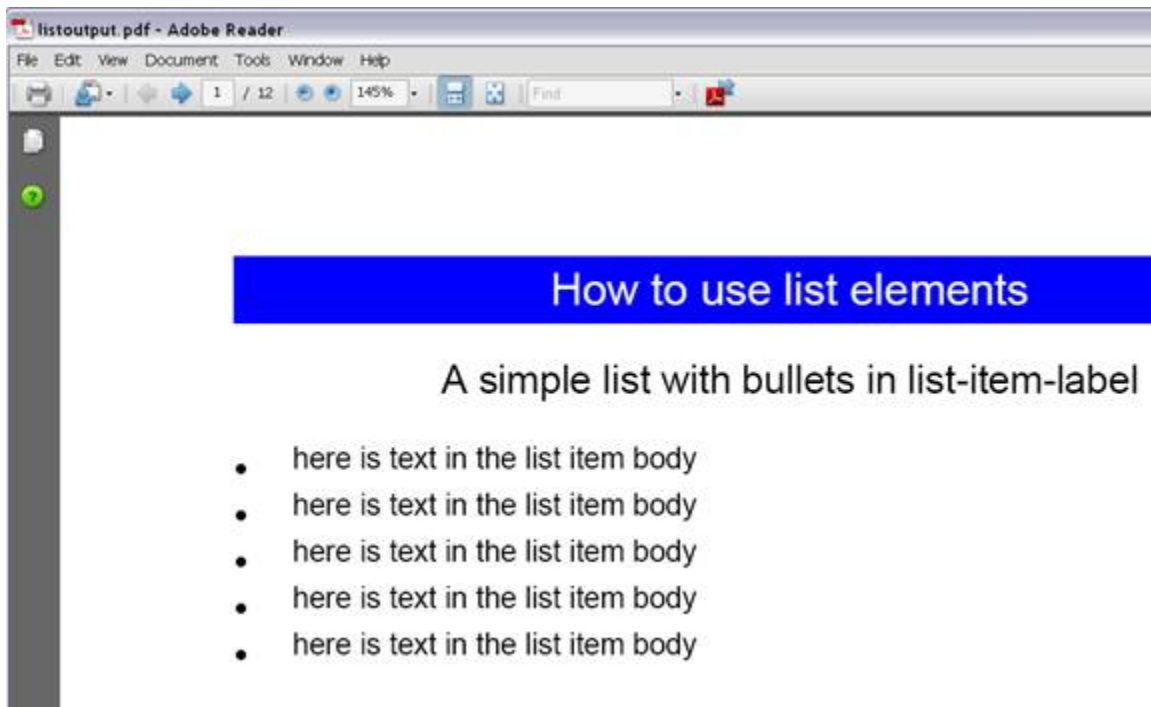 listoutput.pdf - Adobe Reader
File Edit View Document Tools Window Help
1 / 12 145% Find
How to use list elements
A simple list with bullets in list-item-label
• here is text in the list item body
• here is text in the list item body
• here is text in the list item body
• here is text in the list item body
• here is text in the list item body